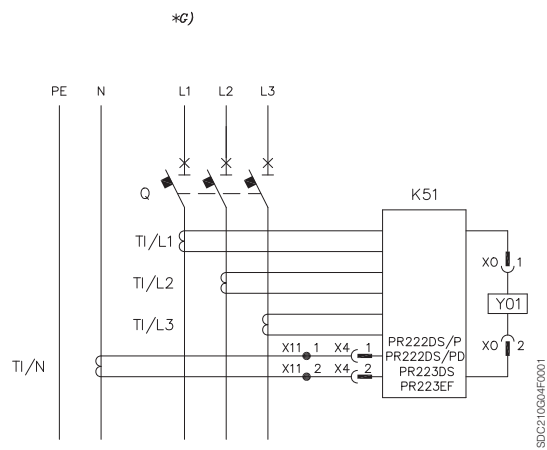 *G)
PE N L1 L2 L3
Q
K51
TI/L1
X0 1
TI/L2
Y01
TI/L3
X0 2
PR222DS/P
X11 1 X4 1
PR222DS/PD
TI/N
X11 2 X4 2
PR223DS
PR223EF
SDC210G04F0001